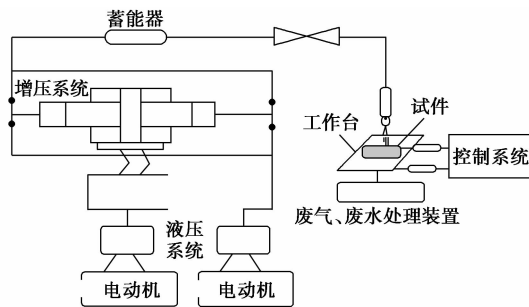 蓄能器
增压系统
试件
工作台
控制系统
废气、废水处理装置
液压
系统
电动机
电动机